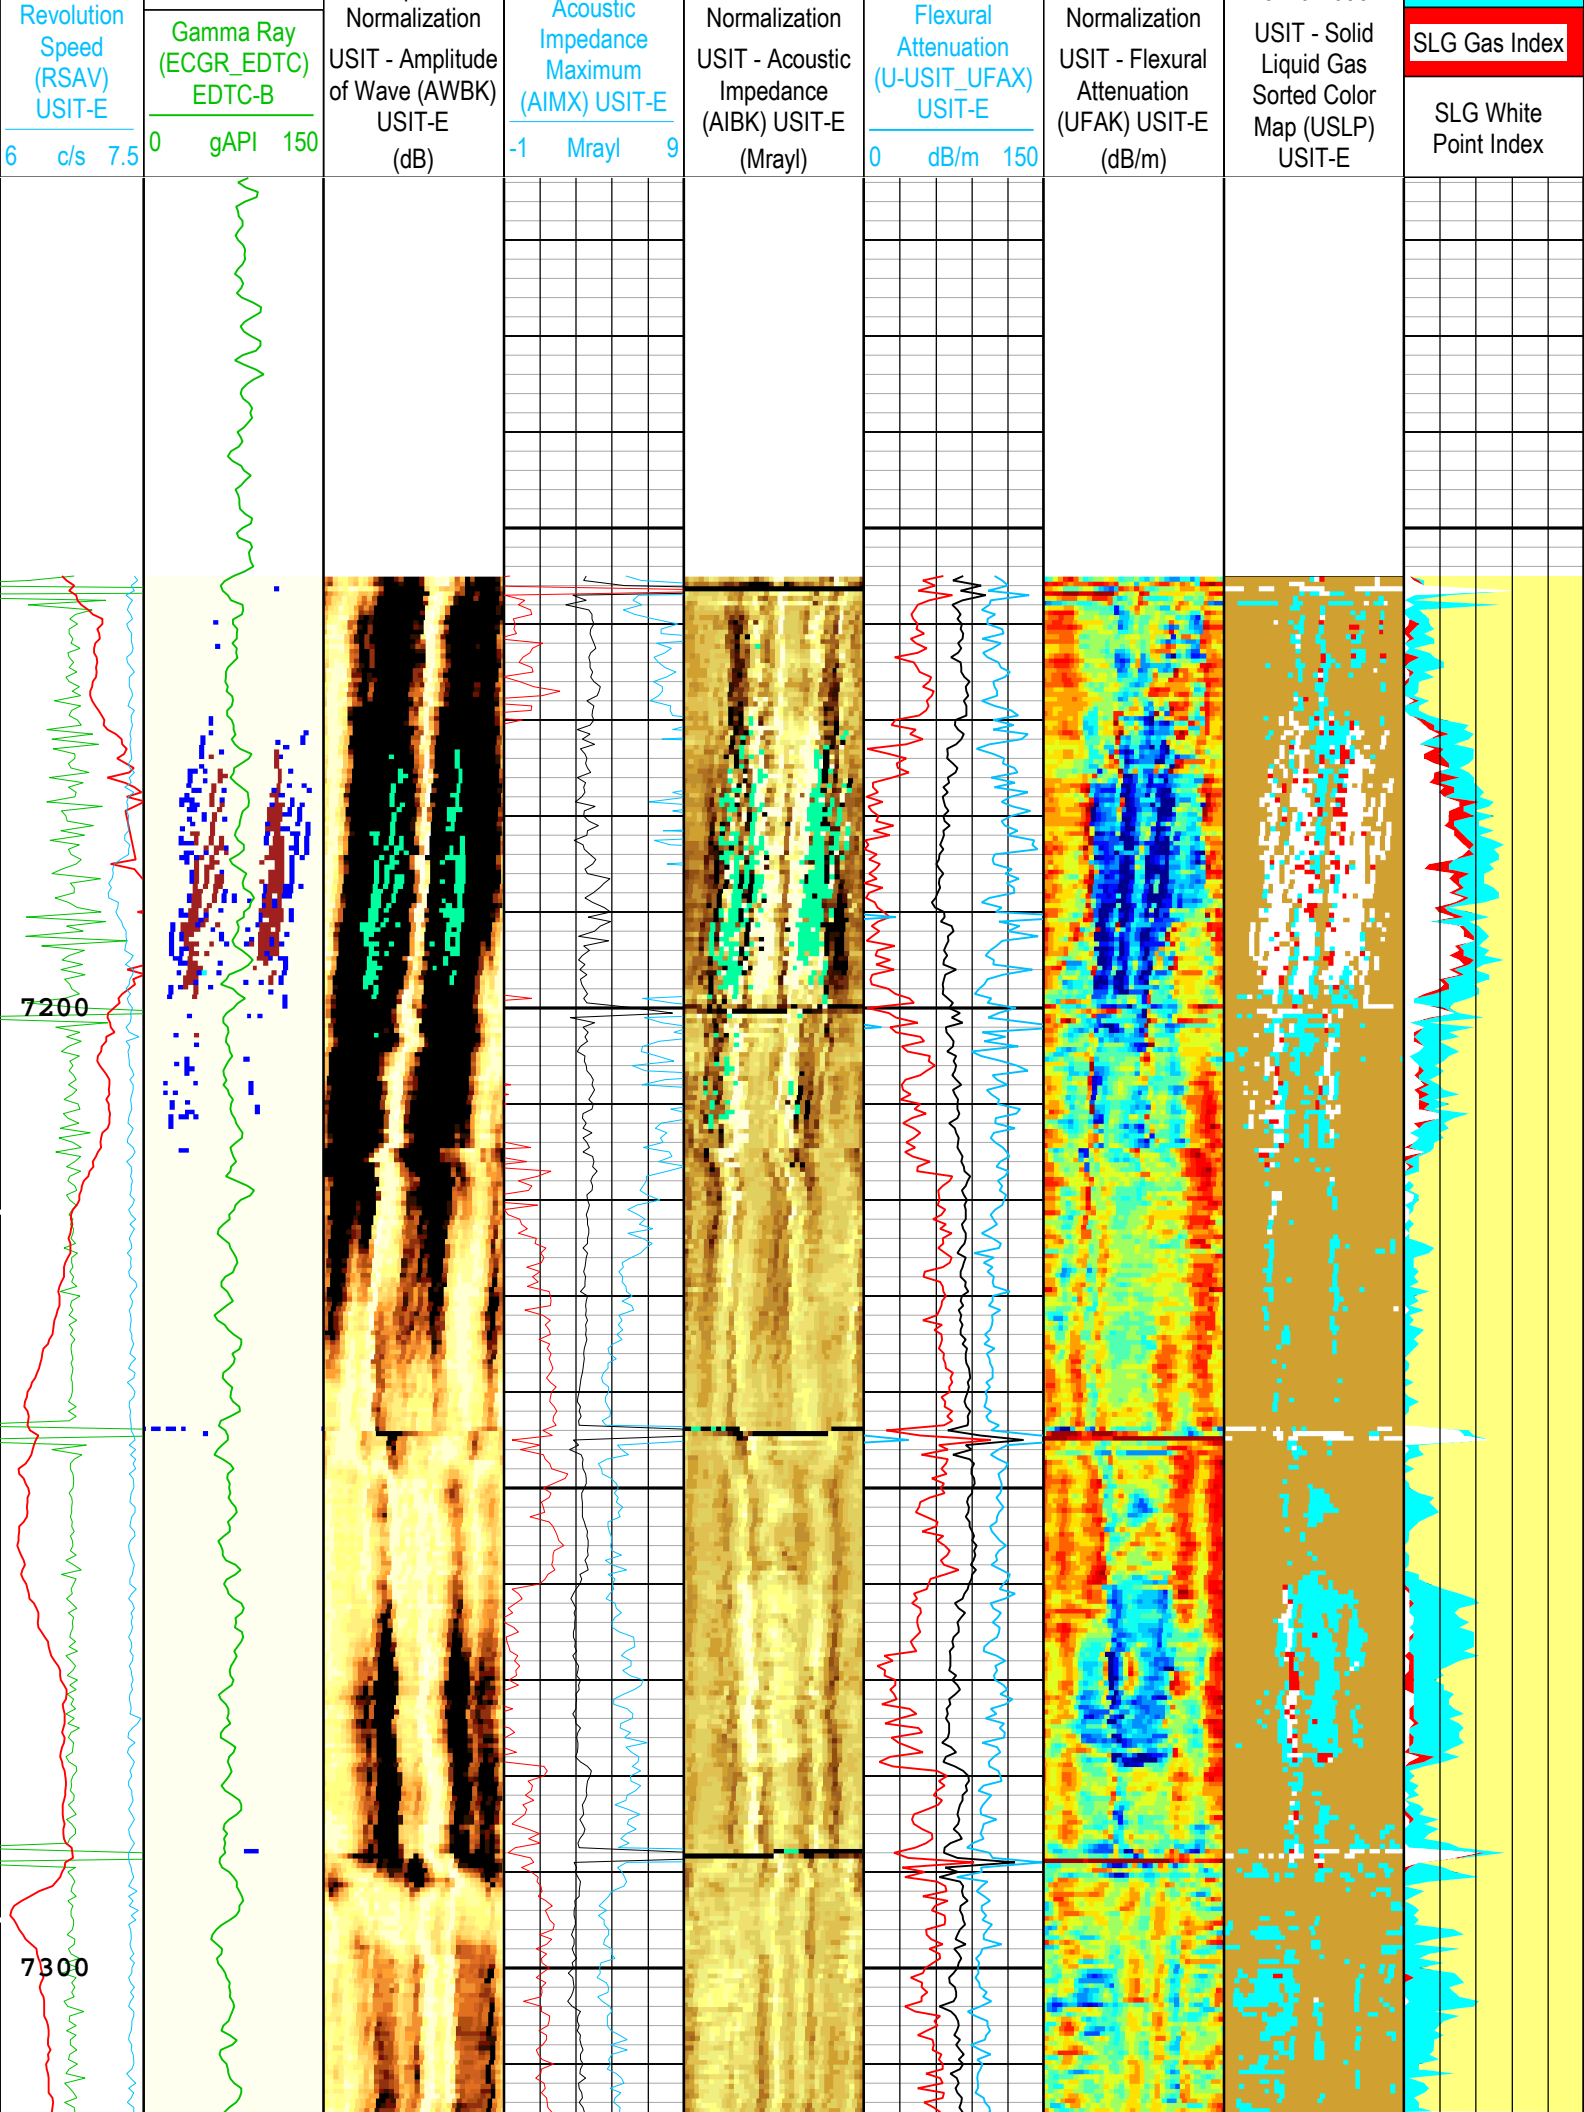 Revolution
Speed
(RSAV)
USIT-E
6 c/s 7.5
Gamma Ray
(ECGR_EDTC)
EDTC-B
0 gAPI 150
Normalization
USIT - Amplitude
of Wave (AWBK)
USIT-E
(dB)
Acoustic
Impedance
Maximum
(AIMX) USIT-E
-1 Mrayl 9
Normalization
USIT - Acoustic
Impedance
(AIBK) USIT-E
(Mrayl)
Flexural
Attenuation
(U-USIT_UFAX)
USIT-E
0 dB/m 150
Normalization
USIT - Flexural
Attenuation
(UFAK) USIT-E
(dB/m)
USIT - Solid
Liquid Gas
Sorted Color
Map (USLP)
USIT-E
SLG Gas Index
SLG White
Point Index
7200
7300